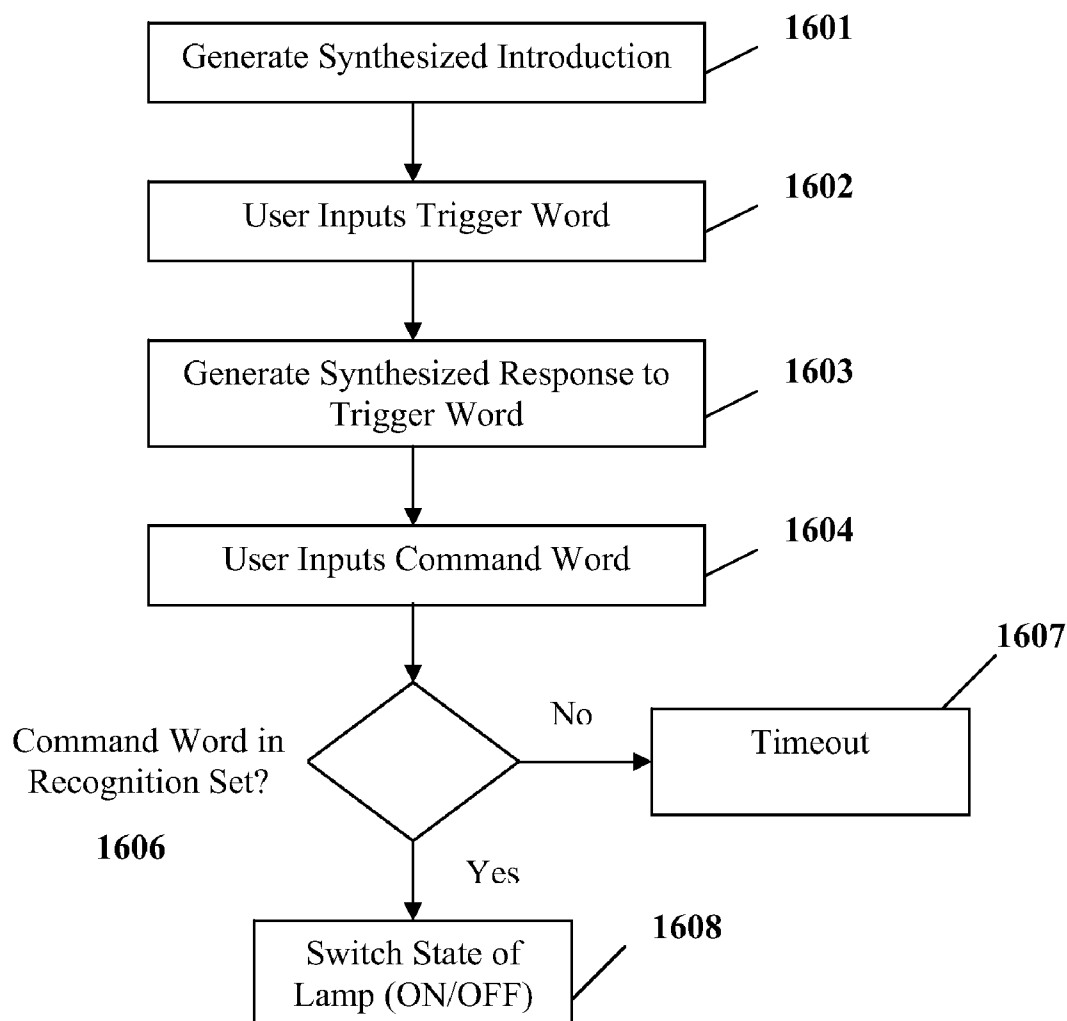 Generate Synthesized Introduction
1601
User Inputs Trigger Word
1602
Generate Synthesized Response to
Trigger Word
1603
User Inputs Command Word
1604
Command Word in
Recognition Set?
1606
No
Timeout
1607
Yes
Switch State of
Lamp (ON/OFF)
1608